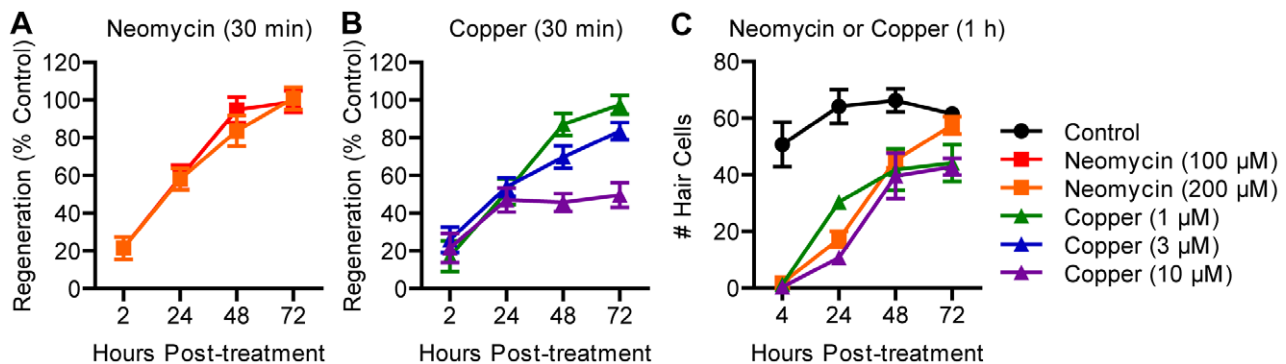 A
Neomycin (30 min)
Regeneration (% Control)
120
100
80
60
40
20
0
2 24 48 72
Hours Post-treatment
B
Copper (30 min)
Regeneration (% Control)
120
100
80
60
40
20
0
2 24 48 72
Hours Post-treatment
C
Neomycin or Copper (1 h)
# Hair Cells
80
60
40
20
0
4 24 48 72
Hours Post-treatment
Control
Neomycin (100 µM)
Neomycin (200 µM)
Copper (1 µM)
Copper (3 µM)
Copper (10 µM)